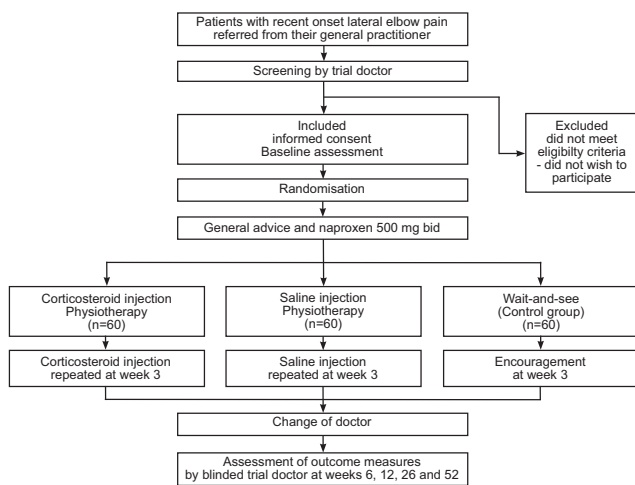 Patients with recent onset lateral elbow pain
referred from their general practitioner
Screening by trial doctor
Included
informed consent
Baseline assessment
Excluded
did not meet
eligibilty criteria
- did not wish to
participate
Randomisation
General advice and naproxen 500 mg bid
Corticosteroid injection
Physiotherapy
(n=60)
Saline injection
Physiotherapy
(n=60)
Wait-and-see
(Control group)
(n=60)
Corticosteroid injection
repeated at week 3
Saline injection
repeated at week 3
Encouragement
at week 3
Change of doctor
Assessment of outcome measures
by blinded trial doctor at weeks 6, 12, 26 and 52